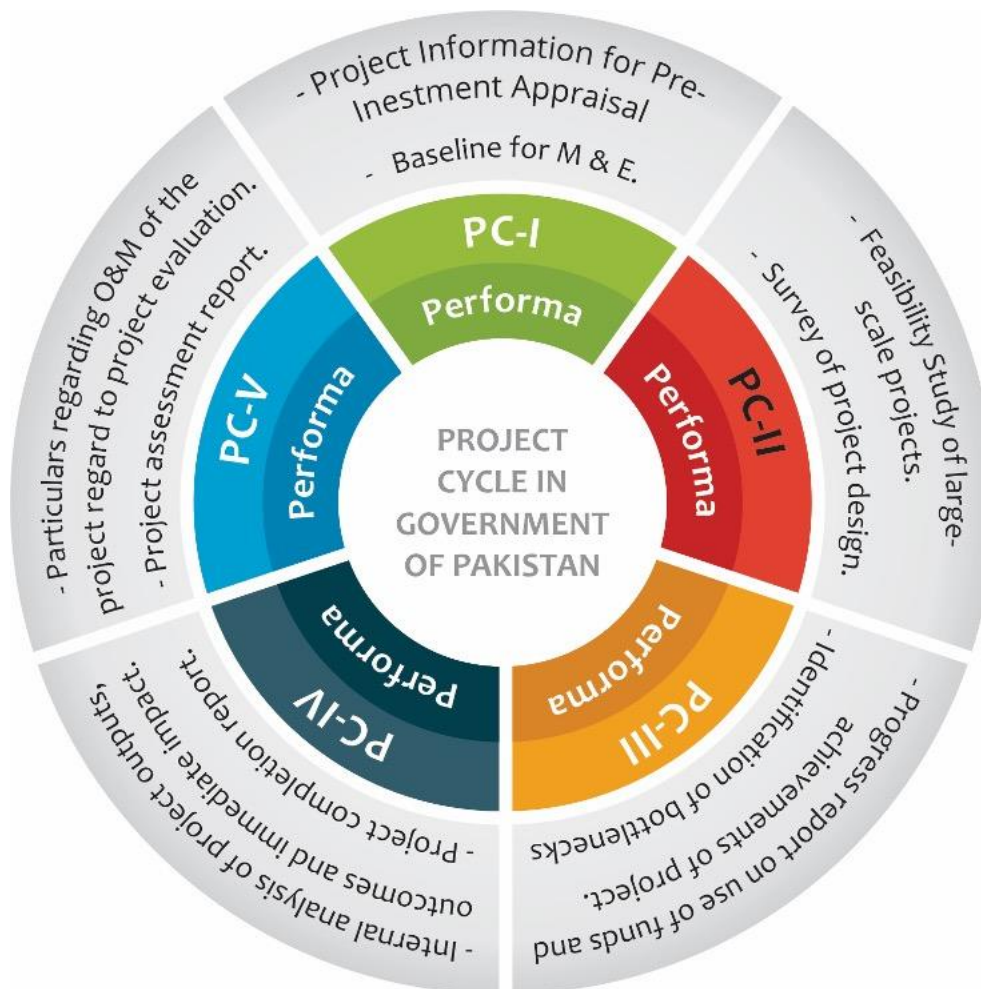 - Project Information for Pre-
Inestment Appraisal
- Baseline for M & E.
PC-I
Performa
- Feasibility Study of large-
scale projects.
- Survey of project design.
PC-II
Performa
- Progress report on use of funds and
achievements of project.
-Identification of bottlenecks
PC-III
Performa
- Internal analysis of project outputs,
outcomes and immediate impact.
- Project completion report.
PC-IV
Performa
- Particulars regarding O&M of the
project regard to project evaluation.
- Project assessment report.
PC-V
Performa
PROJECT
CYCLE IN
GOVERNMENT
OF PAKISTAN